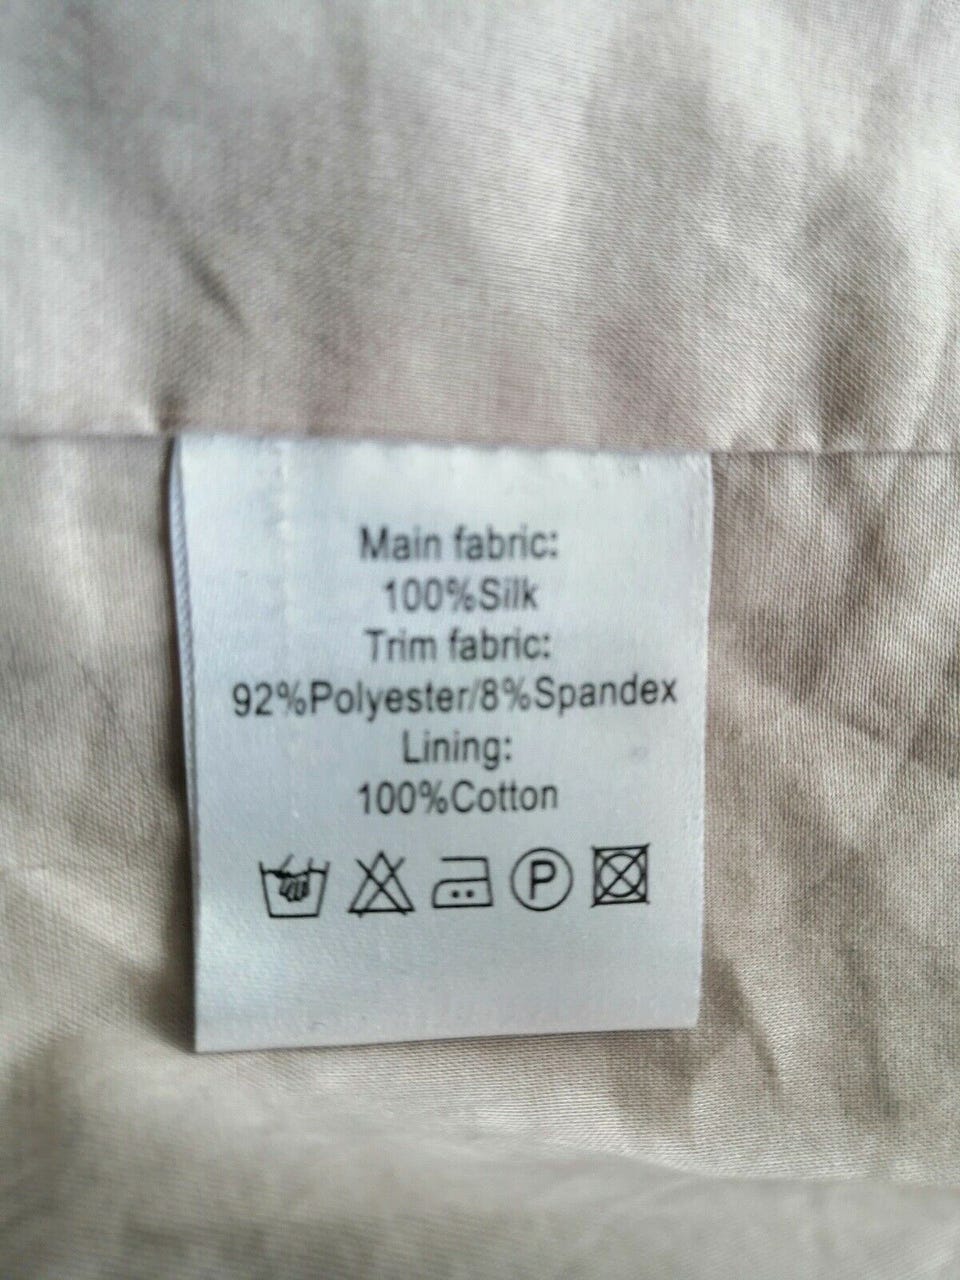 Main fabric:
100%Silk
Trim fabric:
92%Polyester/8%Spandex
Lining:
100%Cotton
P